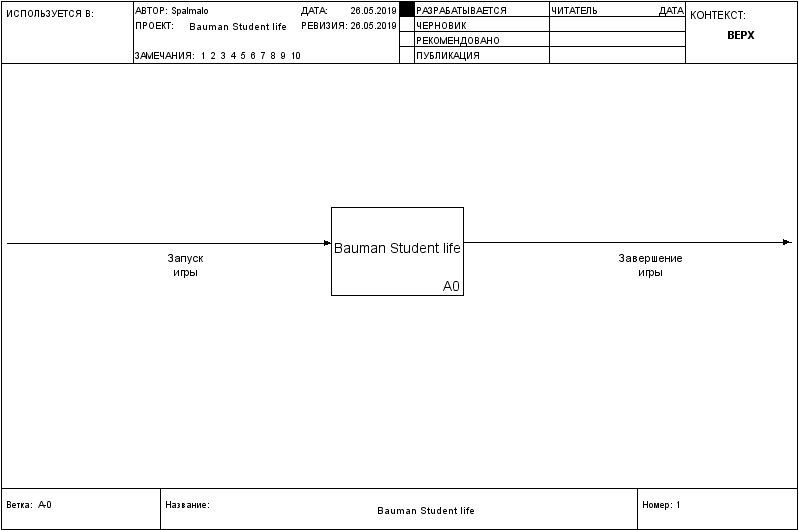 ИСПОЛЬЗУЕТСЯ В:
АВТОР: Spalmalo
ДАТА: 26.05.2019
ПРОЕКТ: Bauman Student life
РЕВИЗИЯ: 26.05.2019
ЗАМЕЧАНИЯ: 1 2 3 4 5 6 7 8 9 10
РАЗРАБАТЫВАЕТСЯ
ЧЕРНОВИК
РЕКОМЕНДОВАНО
ПУБЛИКАЦИЯ
ЧИТАТЕЛЬ ДАТА
КОНТЕКСТ:
ВЕРХ
Запуск
игры
Bauman Student life
A0
Завершение
игры
Ветка: A-0
Название:
Bauman Student life
Номер: 1